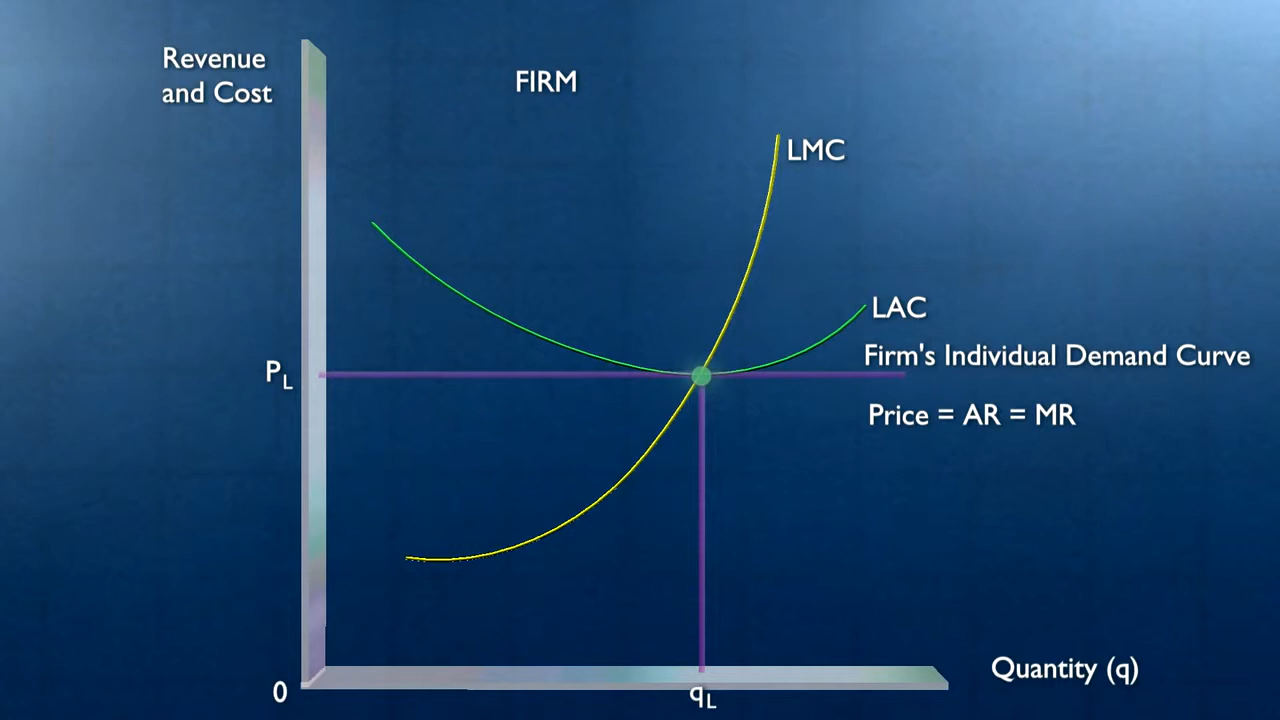 Revenue
and Cost
FIRM
LMC
LAC
Firm's Individual Demand Curve
PL
Price = AR = MR
Quantity (q)
0
qL